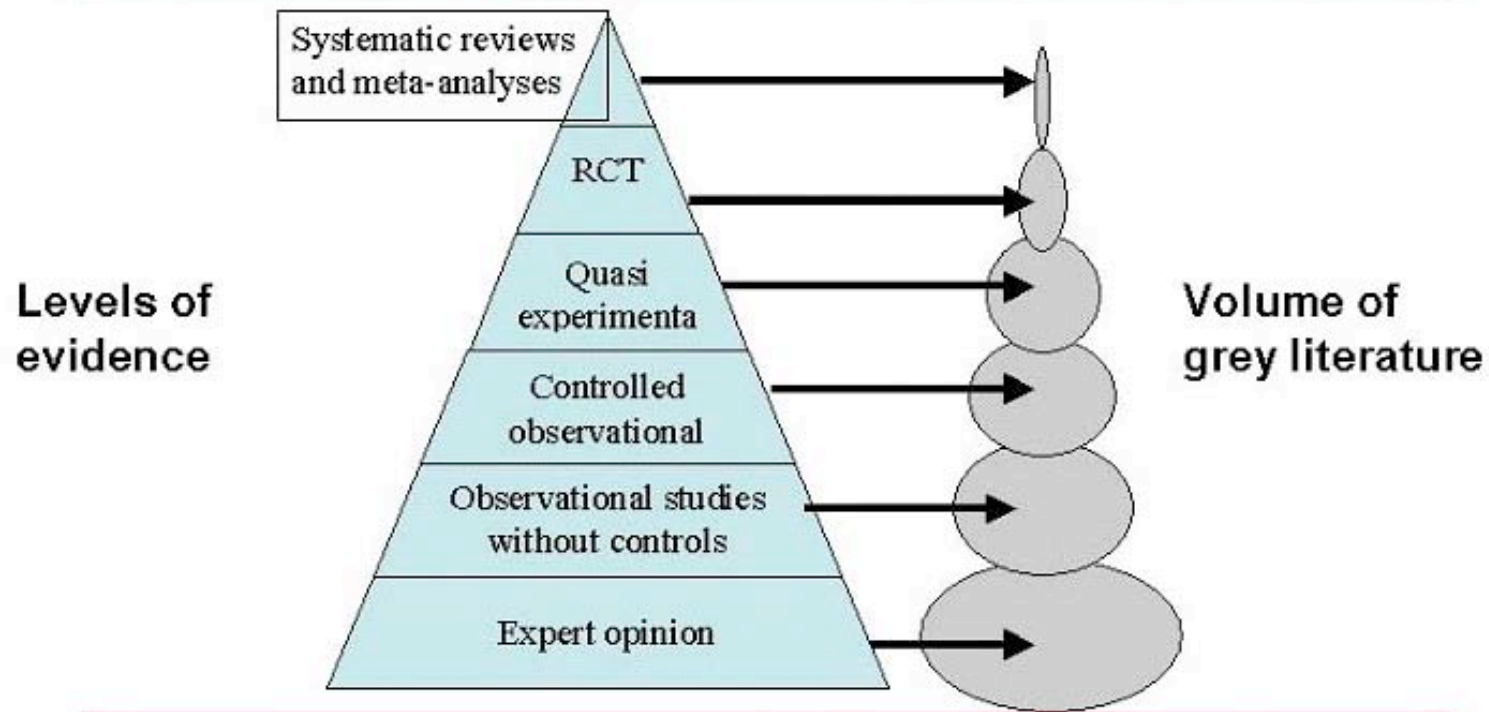 Systematic reviews
and meta-analyses
RCT
Quasi
experimenta
Controlled
observational
Observational studies
without controls
Expert opinion
Levels of
evidence
Volume of
grey literature